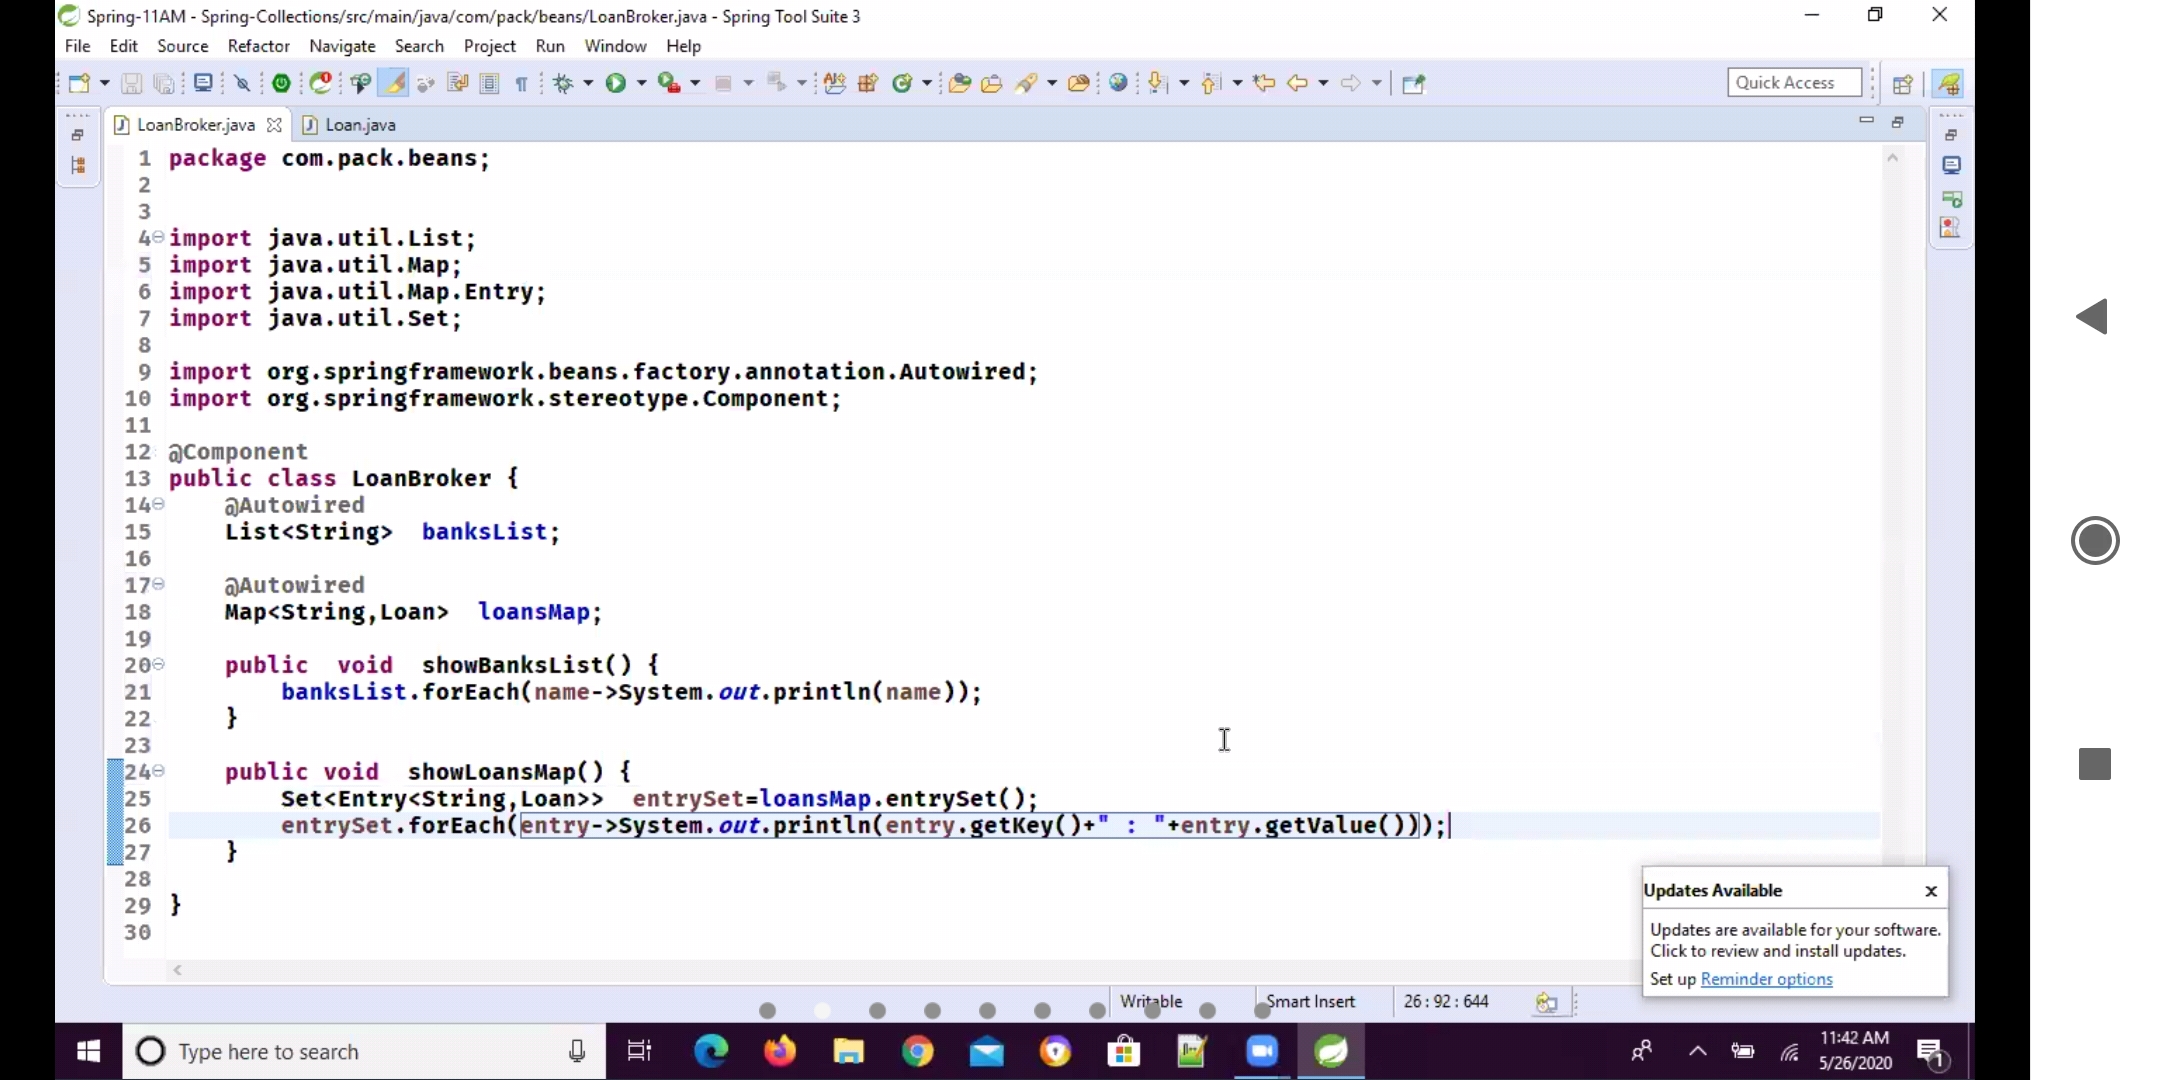 Spring-11AM - Spring-Collections/src/main/java/com/pack/beans/LoanBroker.java - Spring Tool Suite 3
File Edit Source Refactor Navigate Search Project Run Window Help
Quick Access
LoanBroker.java Loan.java
1 package com.pack.beans;
2
3
4 import java.util.List;
5 import java.util.Map;
6 import java.util.Map.Entry;
7 import java.util.Set;
8
9 import org.springframework.beans.factory.annotation.Autowired;
10 import org.springframework.stereotype.Component;
11
12 @Component
13 public class LoanBroker {
14     @Autowired
15     List<String>  banksList;
16
17     @Autowired
18     Map<String,Loan>  loansMap;
19
20     public  void  showBanksList() {
21         banksList.forEach(name->System.out.println(name));
22     }
23
24     public void  showLoansMap() {
25         Set<Entry<String,Loan>>  entrySet=loansMap.entrySet();
26         entrySet.forEach(entry->System.out.println(entry.getKey()+" : "+entry.getValue()));
27     }
28
29 }
30
Updates Available x
Updates are available for your software.
Click to review and install updates.
Set up Reminder options
Writable Smart Insert 26 : 92 : 644
Type here to search
11:42 AM
5/26/2020
1